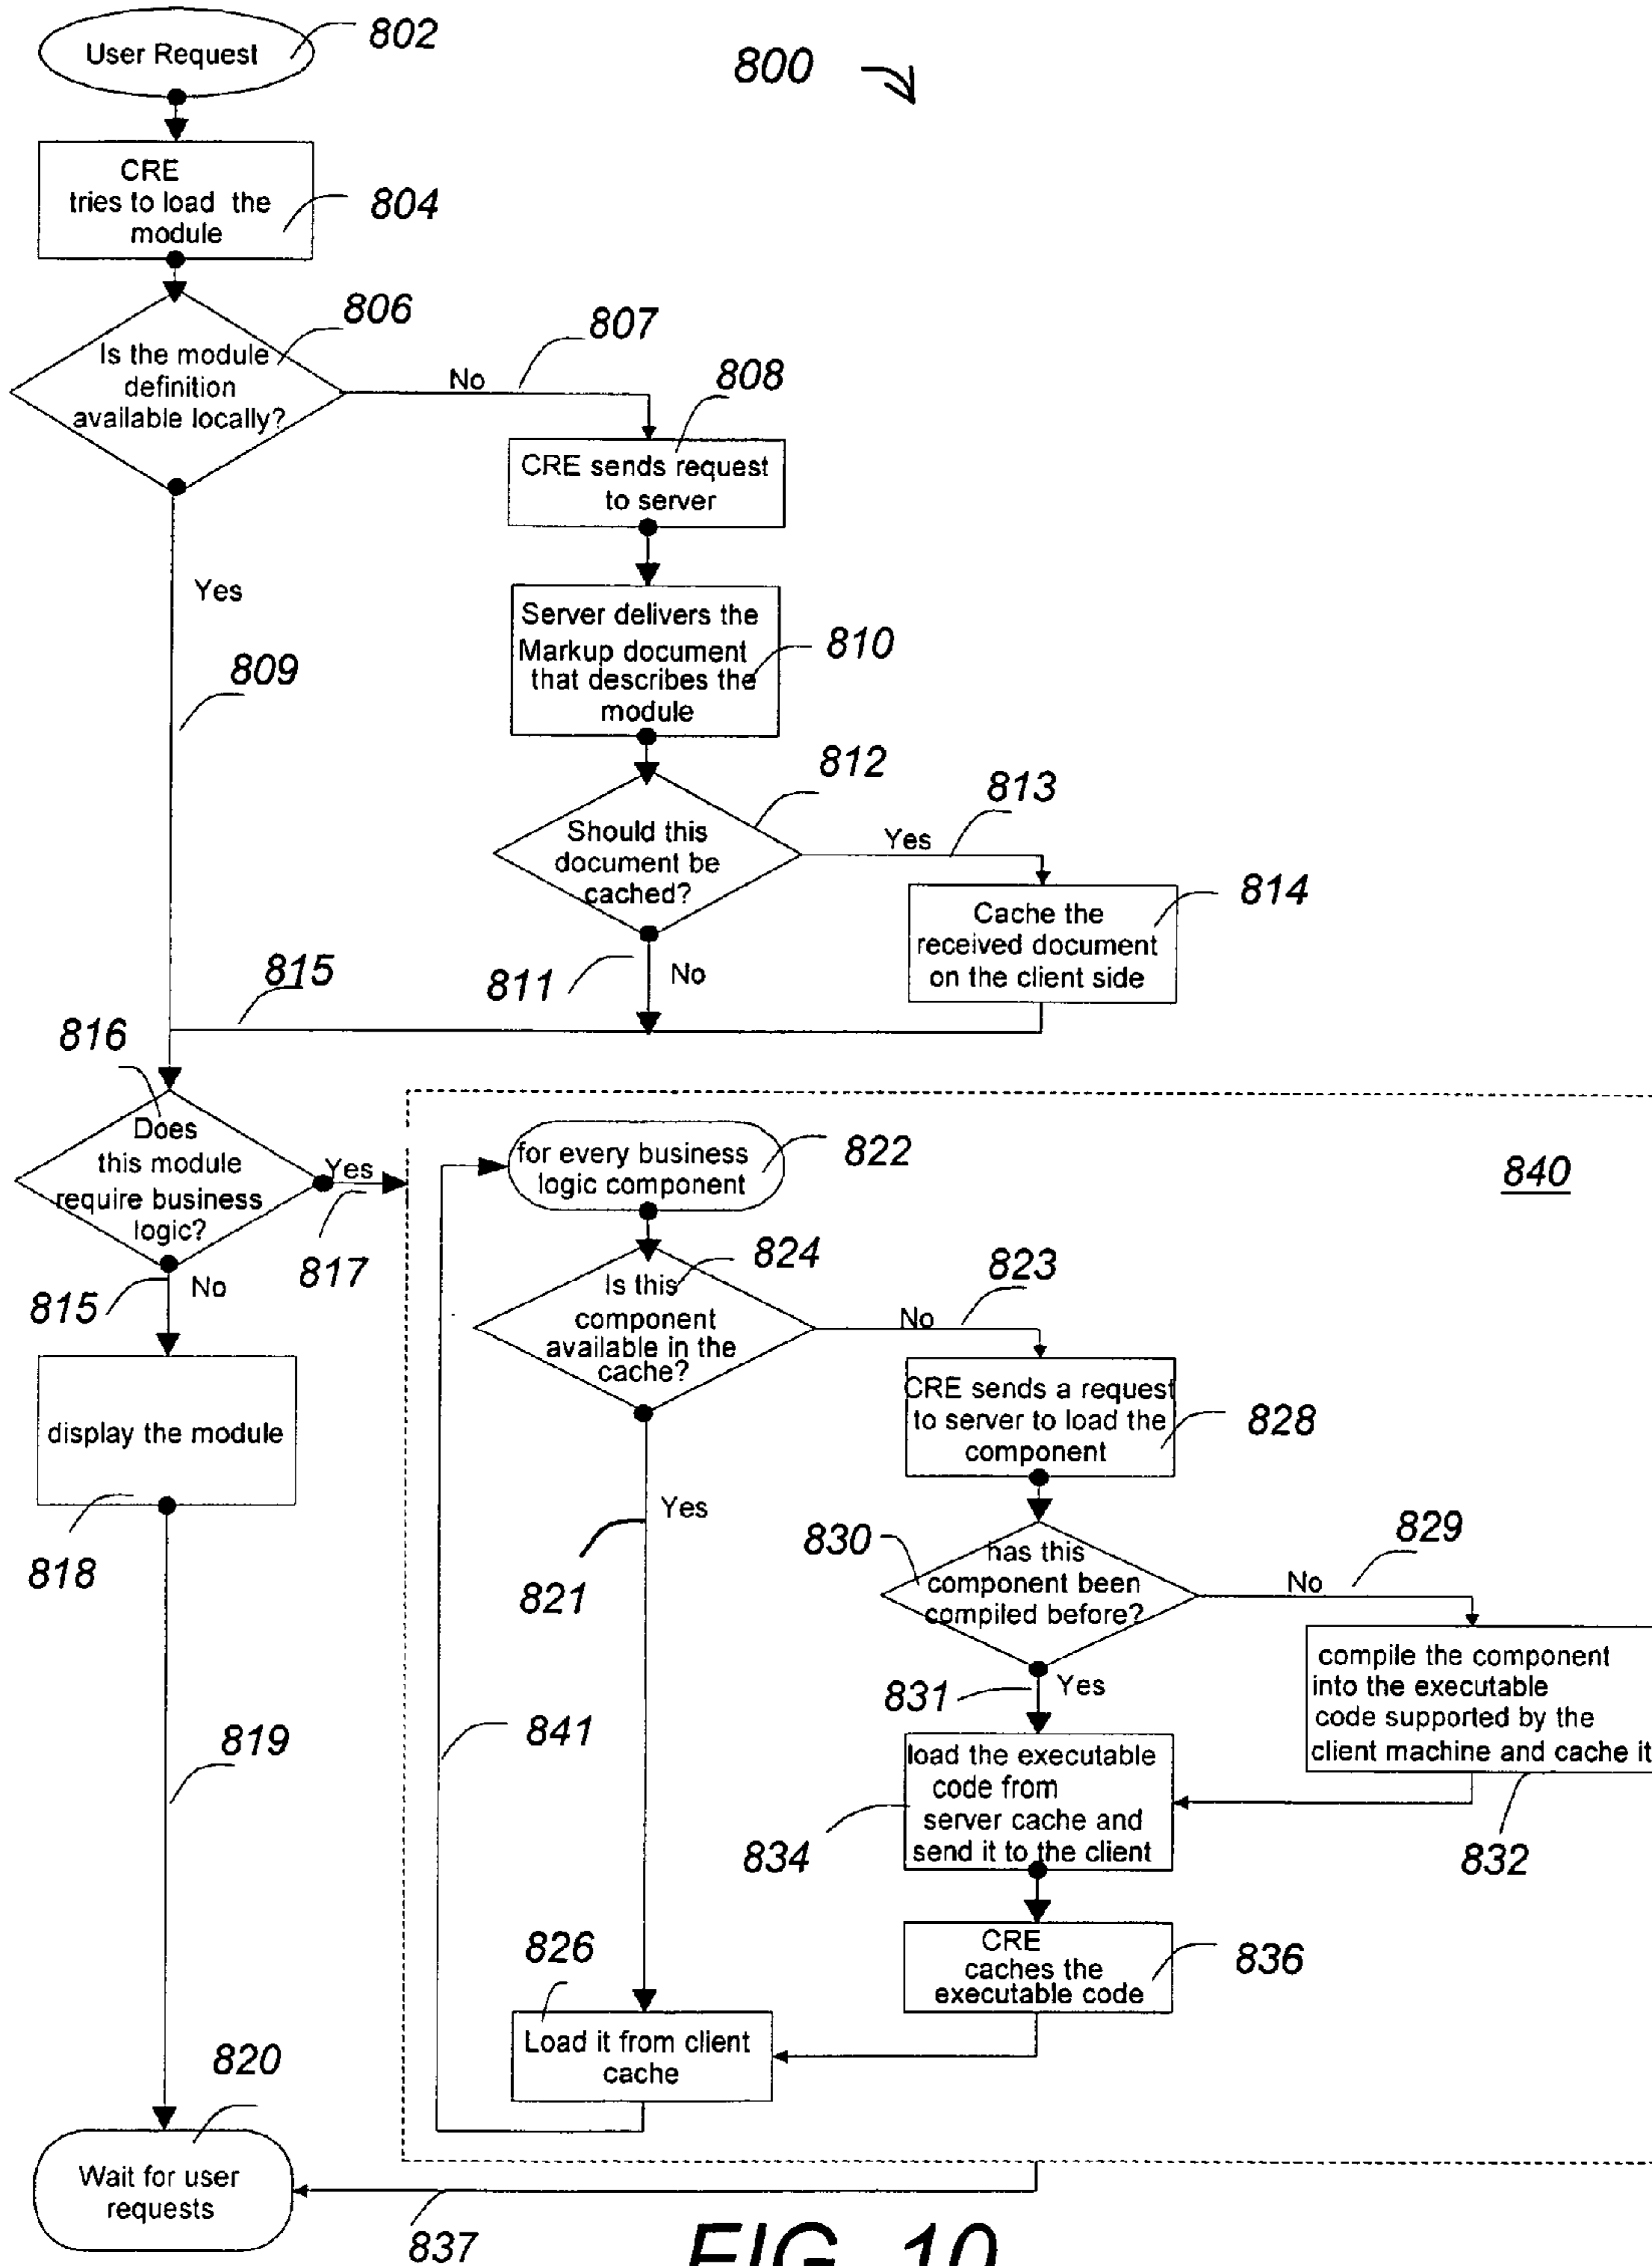 User Request
802
800
CRE
tries to load the
module
804
Is the module
definition
available locally?
806
No
807
808
CRE sends request
to server
Yes
809
Server delivers the
Markup document
that describes the
module
810
812
Should this
document be
cached?
Yes
813
Cache the
received document
on the client side
814
811
No
815
816
Does
this module
require business
logic?
Yes
817
815
No
display the module
818
819
820
Wait for user
requests
for every business
logic component
822
840
824
Is this
component
available in the
cache?
No
823
CRE sends a request
to server to load the
component
828
Yes
821
830
has this
component been
compiled before?
No
829
compile the component
into the executable
code supported by the
client machine and cache it
832
831
Yes
841
load the executable
code from
server cache and
send it to the client
834
CRE
caches the
executable code
836
826
Load it from client
cache
837
FIG. 10